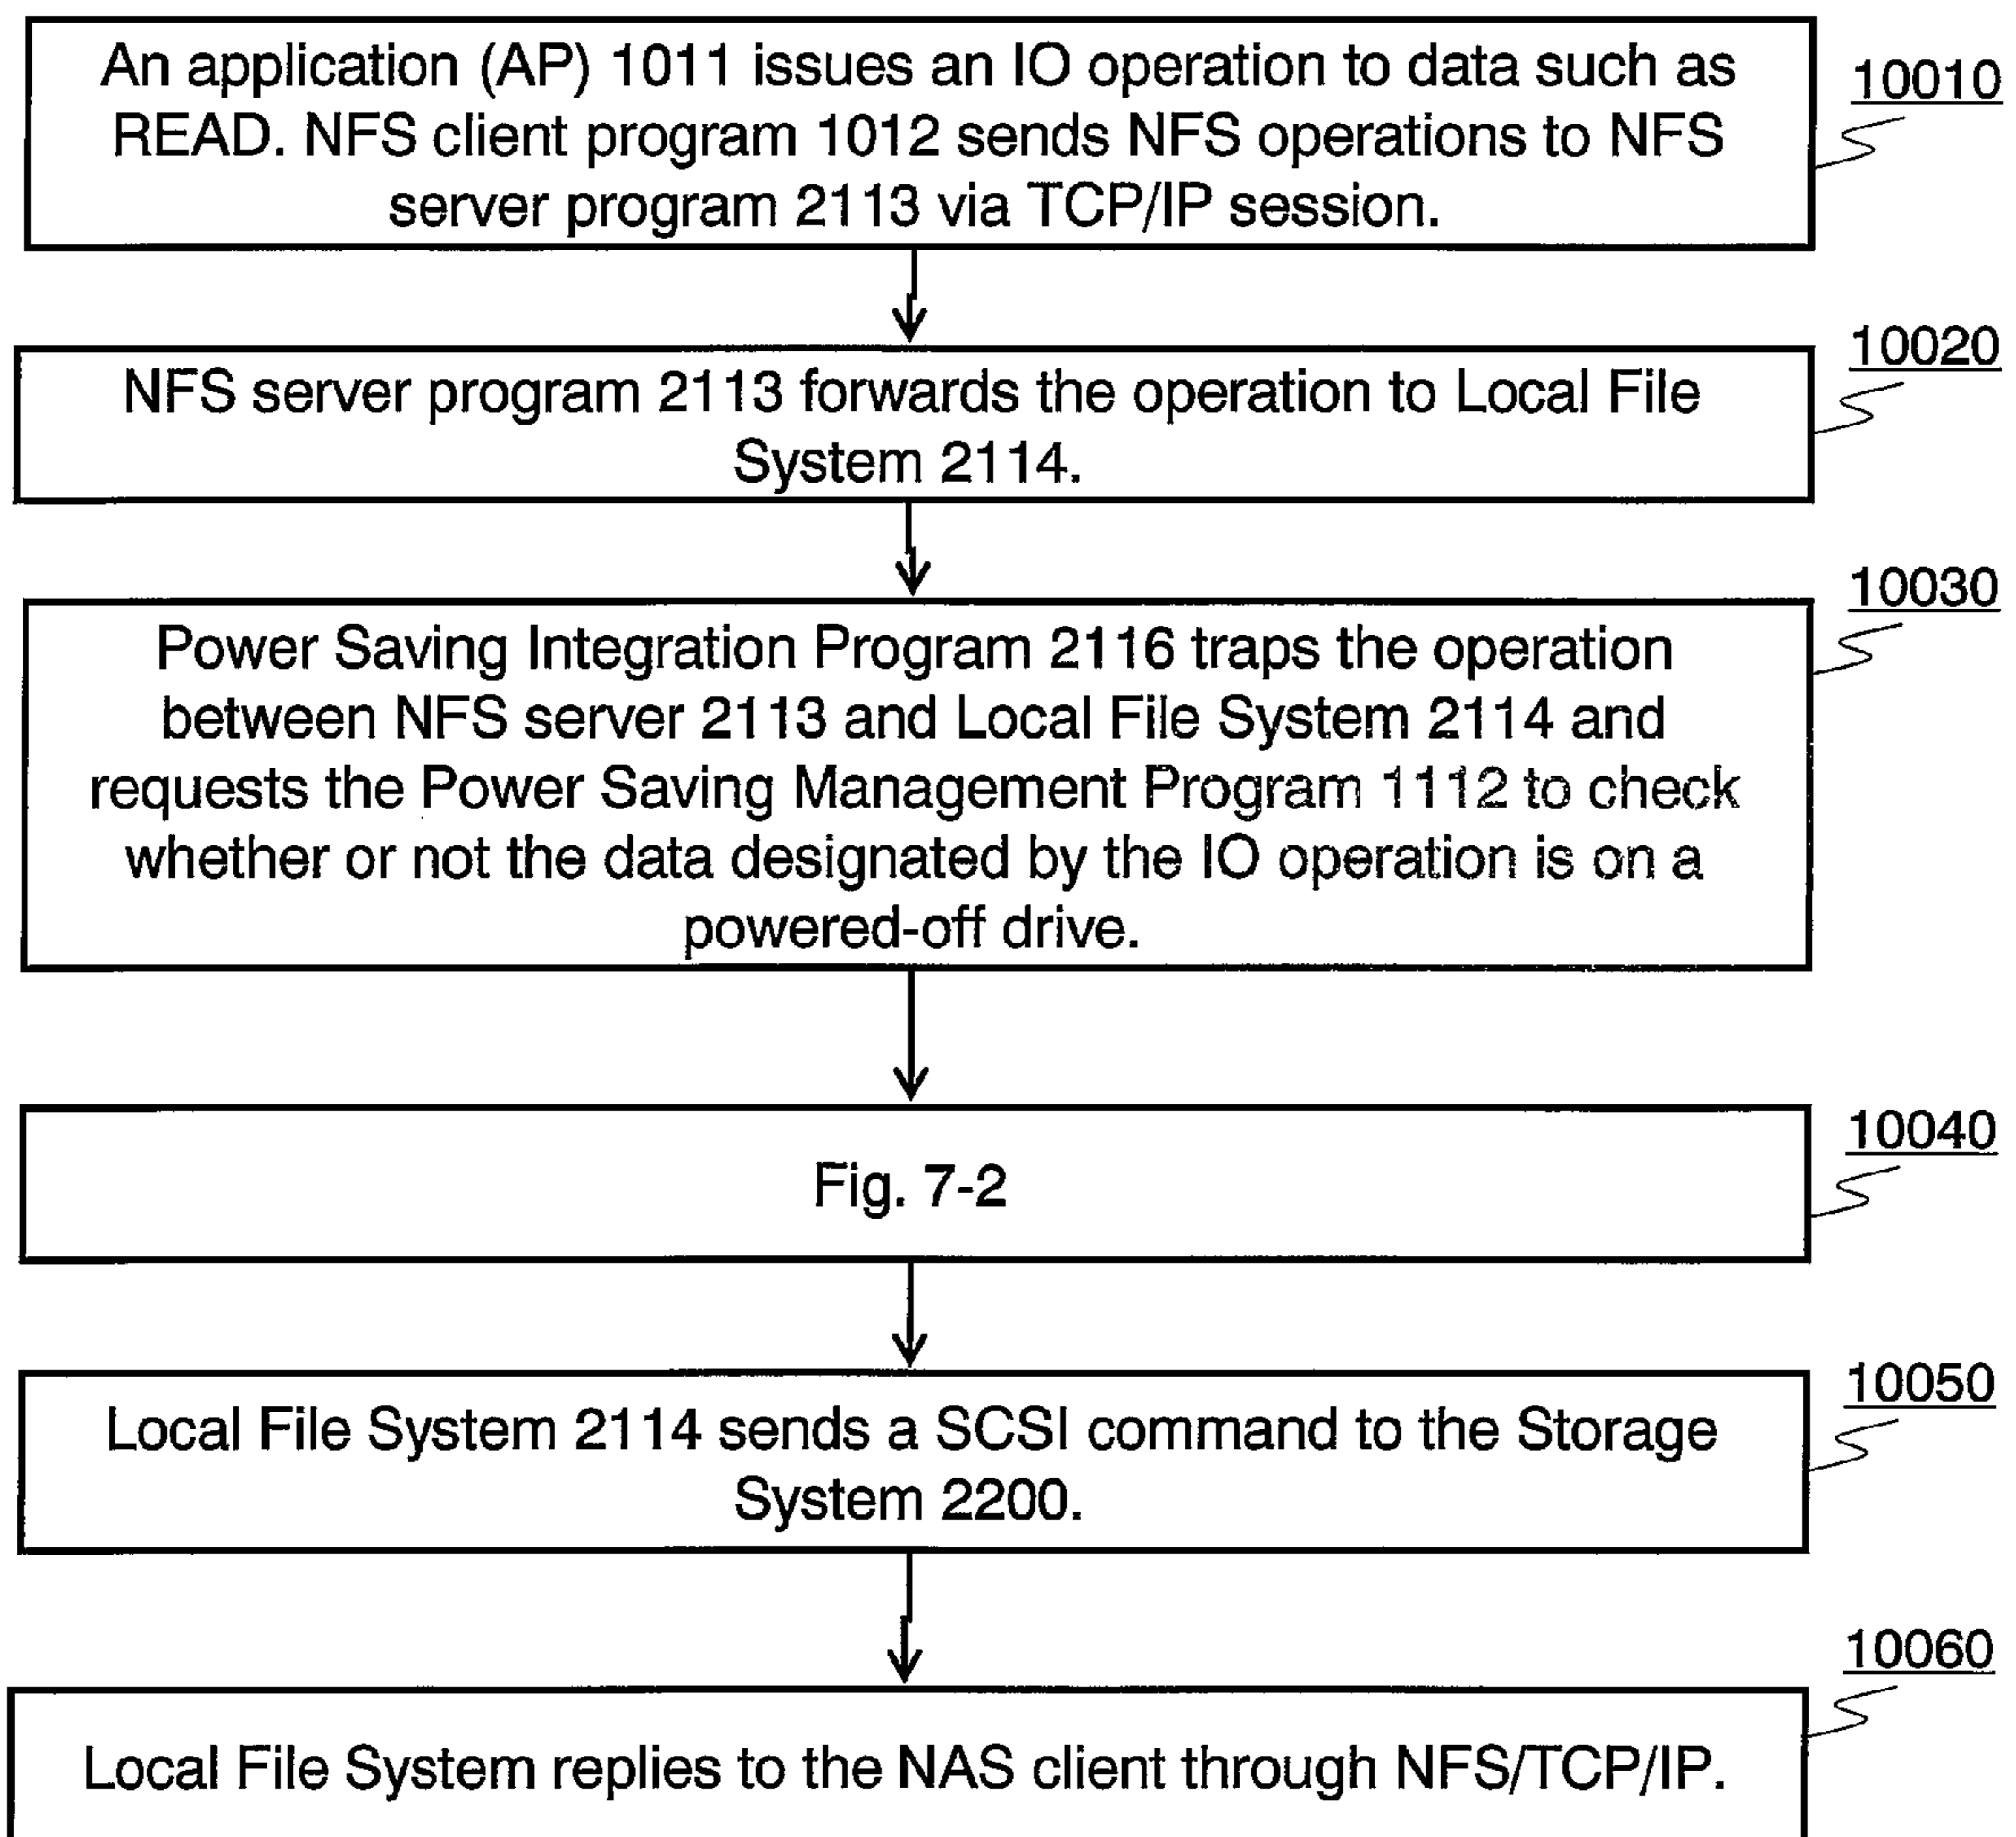 An application (AP) 1011 issues an IO operation to data such as
READ. NFS client program 1012 sends NFS operations to NFS
server program 2113 via TCP/IP session.
10010
NFS server program 2113 forwards the operation to Local File
System 2114.
10020
Power Saving Integration Program 2116 traps the operation
between NFS server 2113 and Local File System 2114 and
requests the Power Saving Management Program 1112 to check
whether or not the data designated by the IO operation is on a
powered-off drive.
10030
Fig. 7-2
10040
Local File System 2114 sends a SCSI command to the Storage
System 2200.
10050
Local File System replies to the NAS client through NFS/TCP/IP.
10060